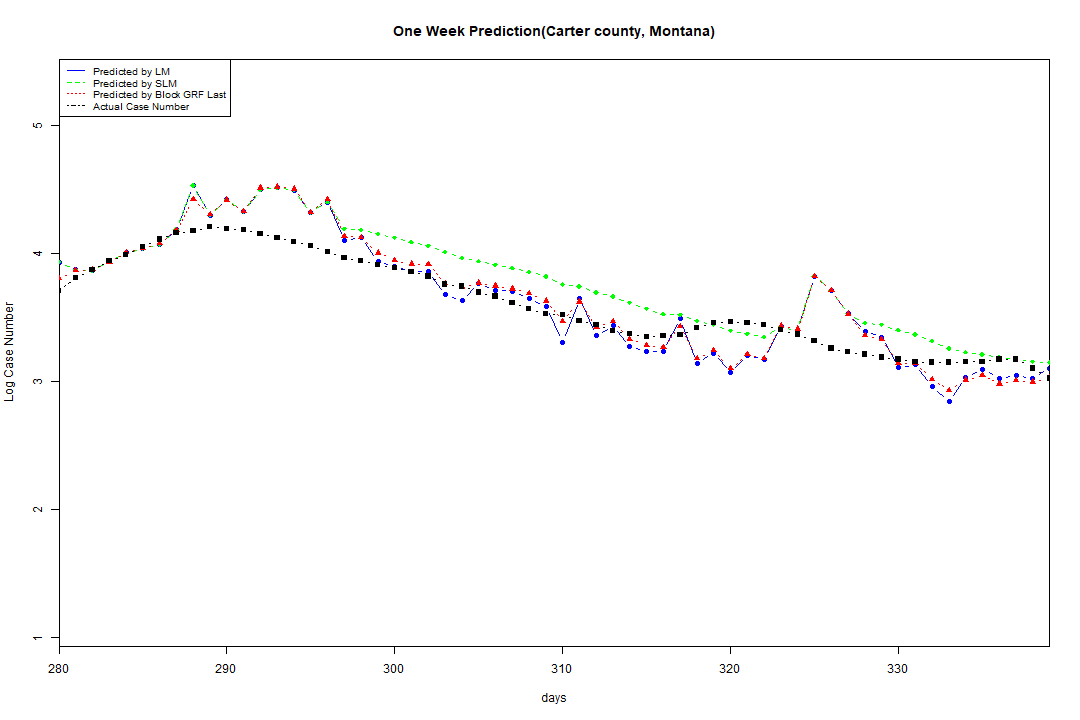 One Week Prediction(Carter county, Montana)
Predicted by LM
Predicted by SLM
Predicted by Block GRF Last
Actual Case Number
5
4
3
2
1
Log Case Number
280 290 300 310 320 330
days